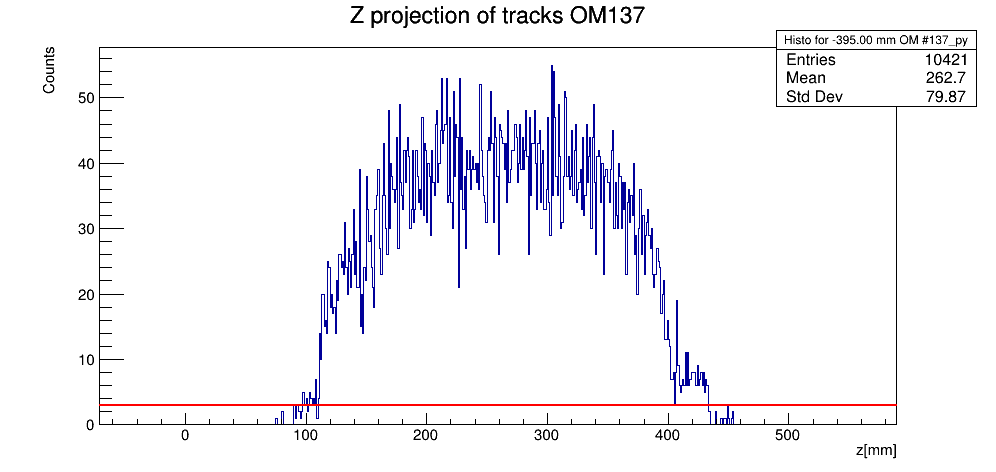 Z projection of tracks OM137
Histo for -395.00 mm OM #137_py
Entries 10421
Mean 262.7
Std Dev 79.87
Counts
50
40
30
20
10
0
0 100 200 300 400 500
z[mm]